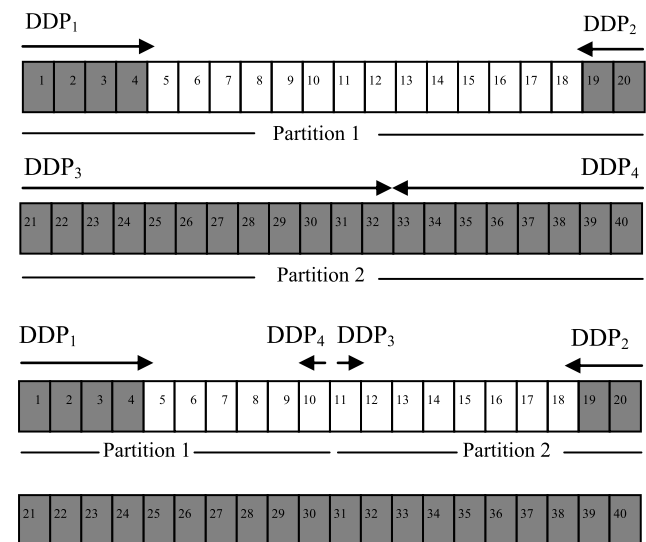 DDP₁ DDP₂
1 2 3 4 5 6 7 8 9 10 11 12 13 14 15 16 17 18 19 20
Partition 1
DDP₃ DDP₄
21 22 23 24 25 26 27 28 29 30 31 32 33 34 35 36 37 38 39 40
Partition 2
DDP₁ DDP₄ DDP₃ DDP₂
1 2 3 4 5 6 7 8 9 10 11 12 13 14 15 16 17 18 19 20
Partition 1 Partition 2
21 22 23 24 25 26 27 28 29 30 31 32 33 34 35 36 37 38 39 40